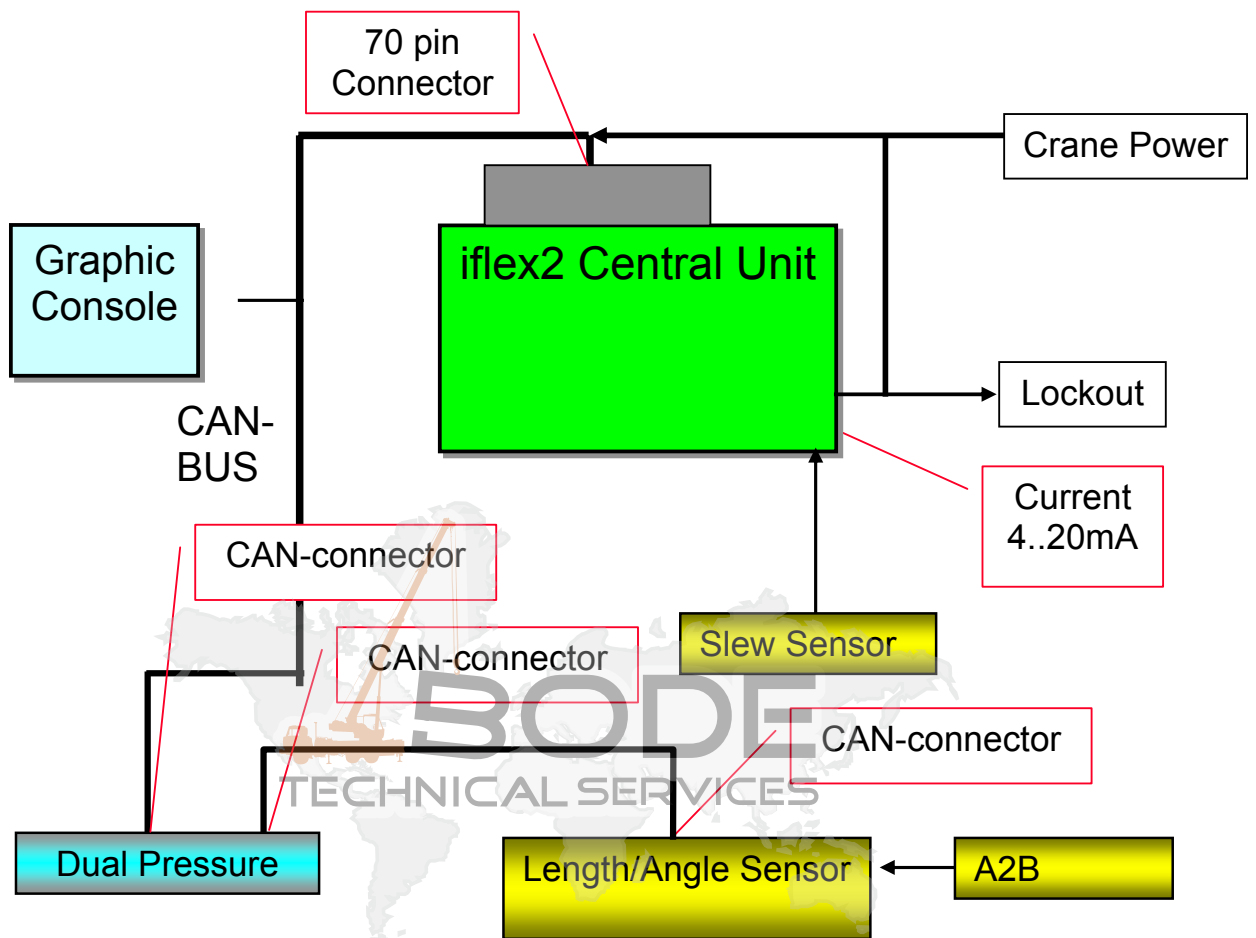 70 pin
Connector
Crane Power
Graphic
Console
iflex2 Central Unit
Lockout
CAN-
BUS
Current
4..20mA
CAN-connector
Slew Sensor
CAN-connector
BODE
TECHNICAL SERVICES
CAN-connector
Dual Pressure
Length/Angle Sensor
A2B